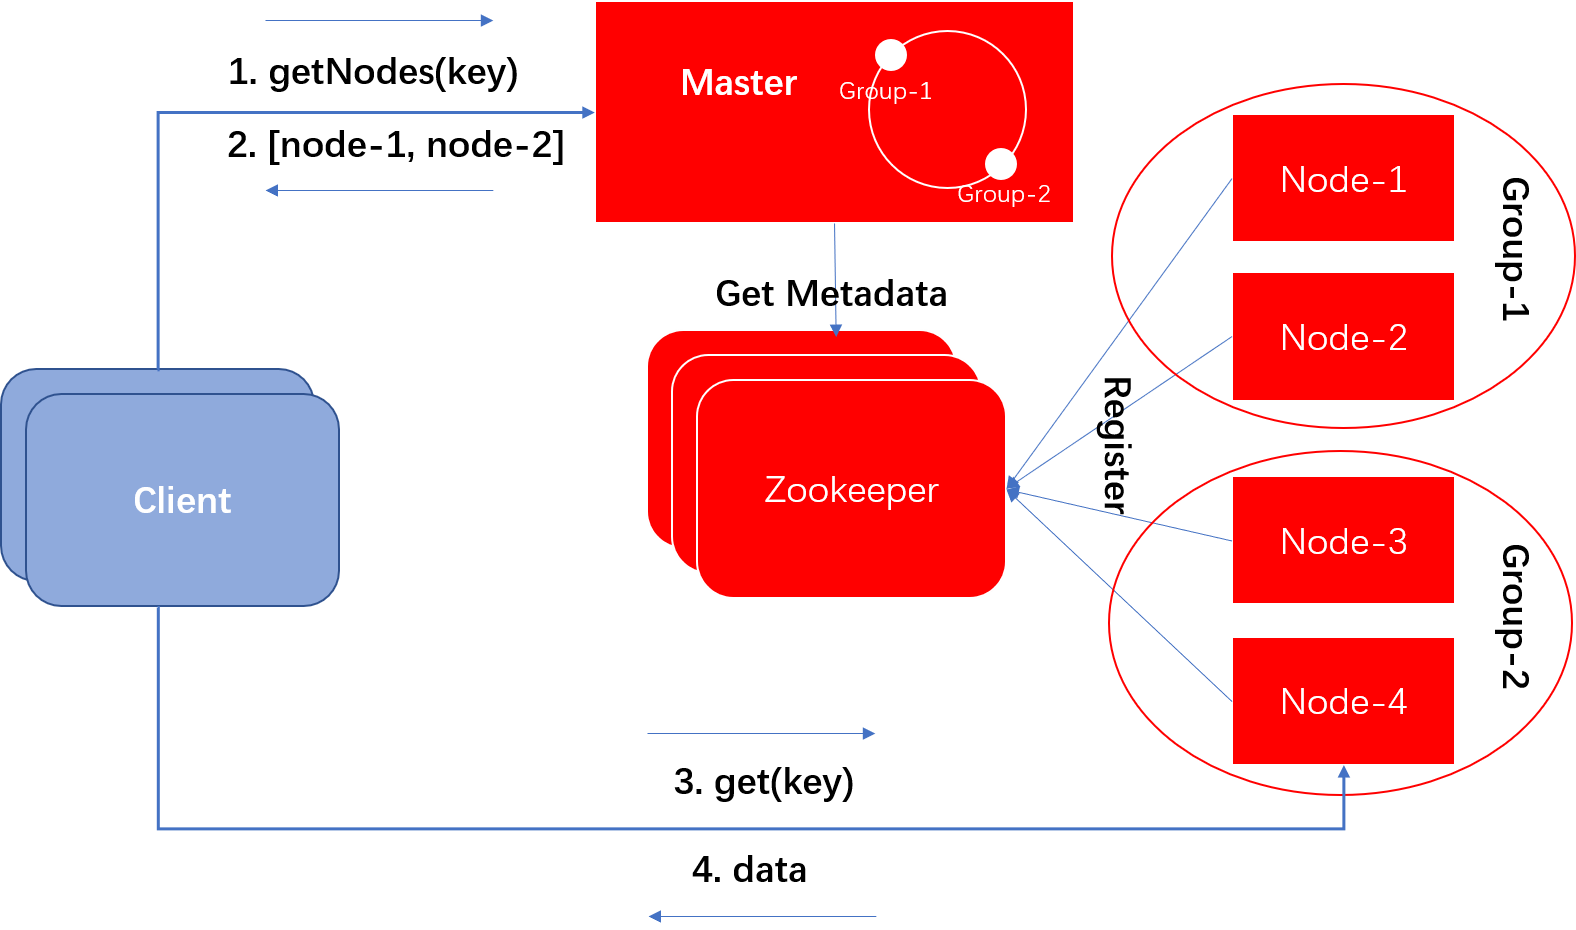 1. getNodes(key)
2. [node-1, node-2]
Master
Group-1
Group-2
Get Metadata
Client
Zookeeper
Register
Node-1
Node-2
Group-1
Node-3
Node-4
Group-2
3. get(key)
4. data